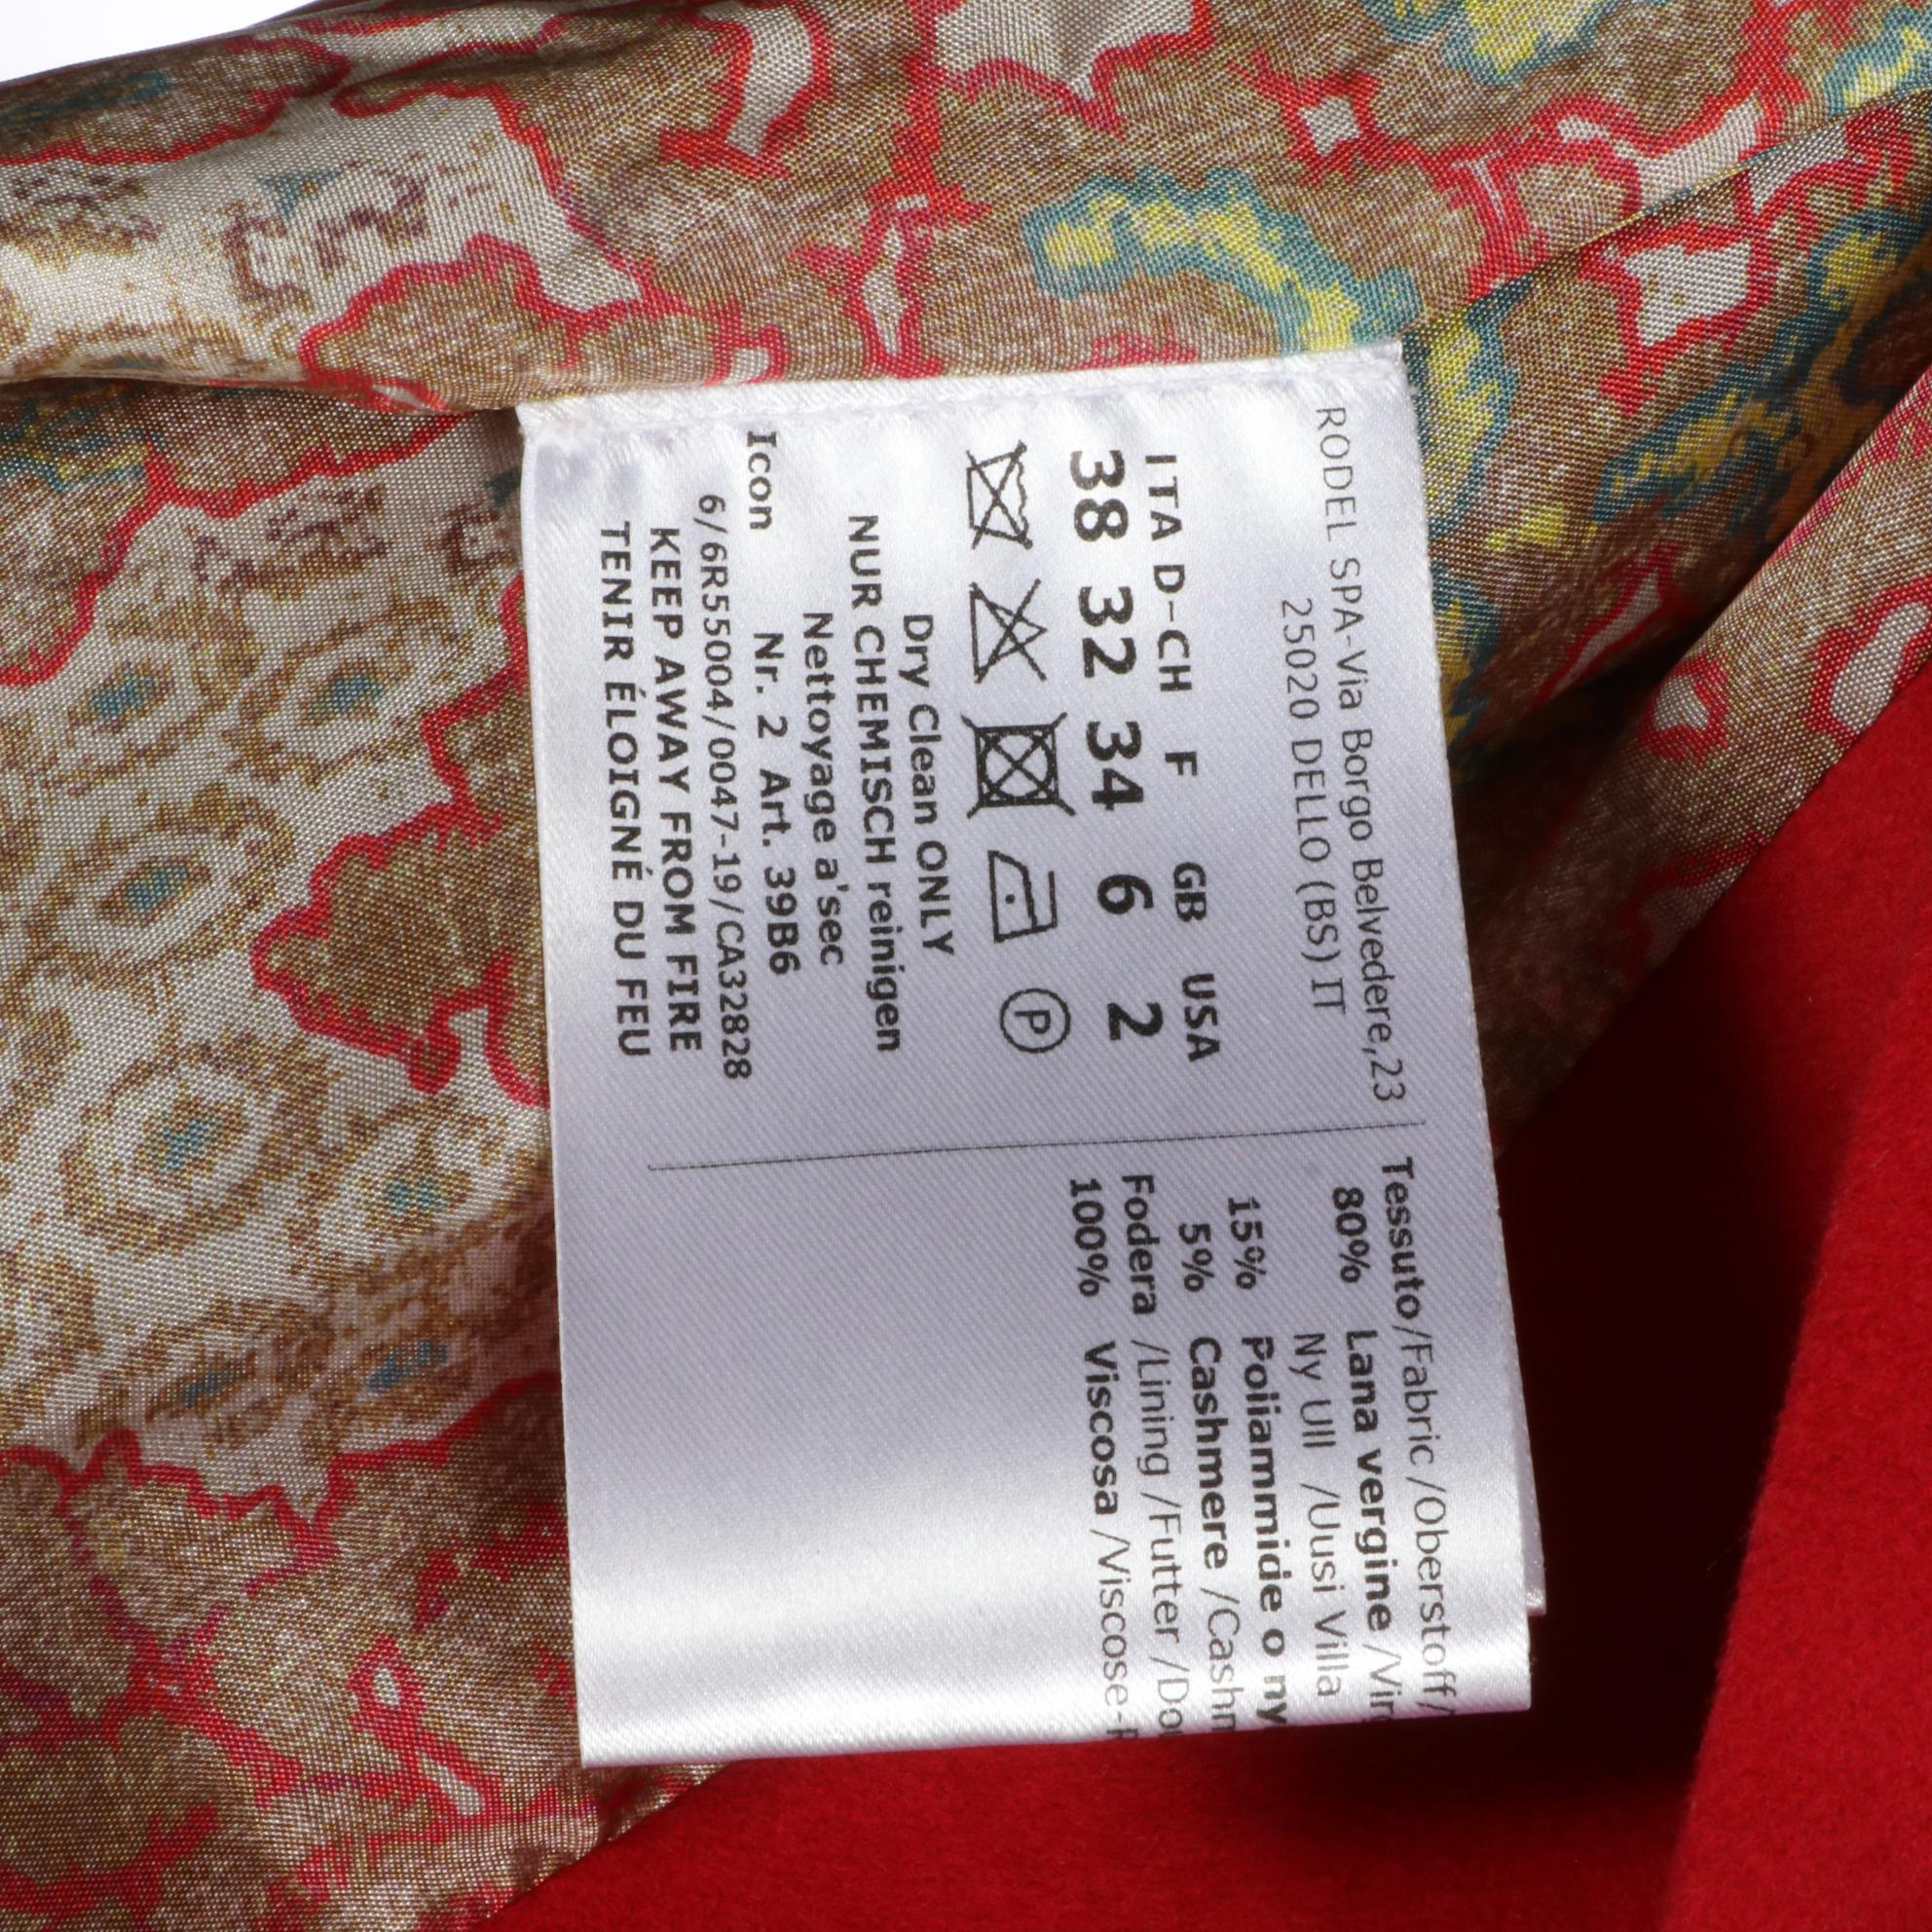 RODEL SPA-Via Borgo Belvedere,23
25020 DELLO (BS) IT
ITA D-CH F GB USA
38 32 34 6 2
P
Dry Clean ONLY
NUR CHEMISCH reinigen
Nettoyage a'sec
Icon Nr. 2 Art. 39B6
6/6R55004/0047-19/CA32828
KEEP AWAY FROM FIRE
TENIR ÉLOIGNÉ DU FEU
Tessuto/Fabric/Oberstoff/
80% Lana vergine
Ny Ull /Uusi Villa
15% Poiiammide o ny
5% Cashmere /Cashm
Fodera /Lining /Futter
100% Viscosa /Viscose-